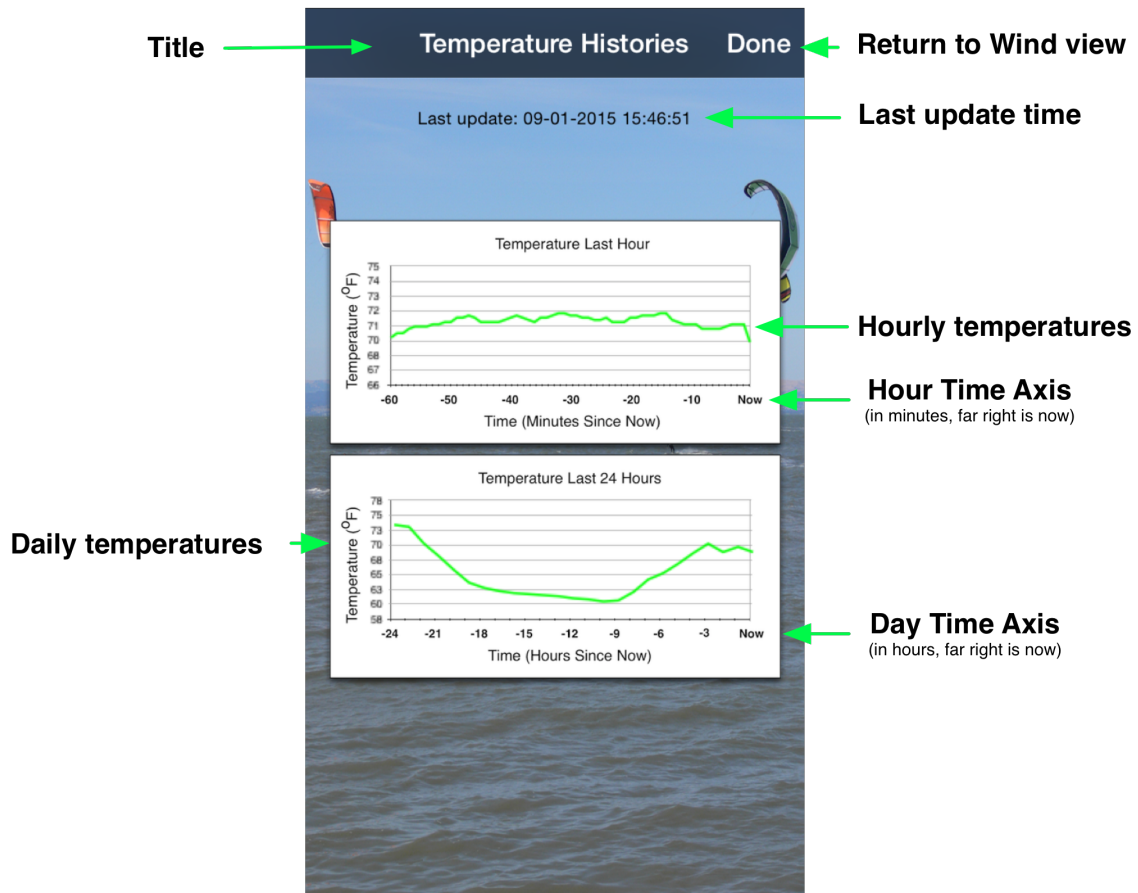 Title
Temperature Histories
Done
Return to Wind view
Last update: 09-01-2015 15:46:51
Last update time
Temperature Last Hour
Temperature (°F)
75
74
73
72
71
70
68
67
66
-60 -50 -40 -30 -20 -10 Now
Time (Minutes Since Now)
Hourly temperatures
Hour Time Axis
(in minutes, far right is now)
Temperature Last 24 Hours
Temperature (°F)
78
75
73
70
68
65
63
60
58
-24 -21 -18 -15 -12 -9 -6 -3 Now
Time (Hours Since Now)
Daily temperatures
Day Time Axis
(in hours, far right is now)